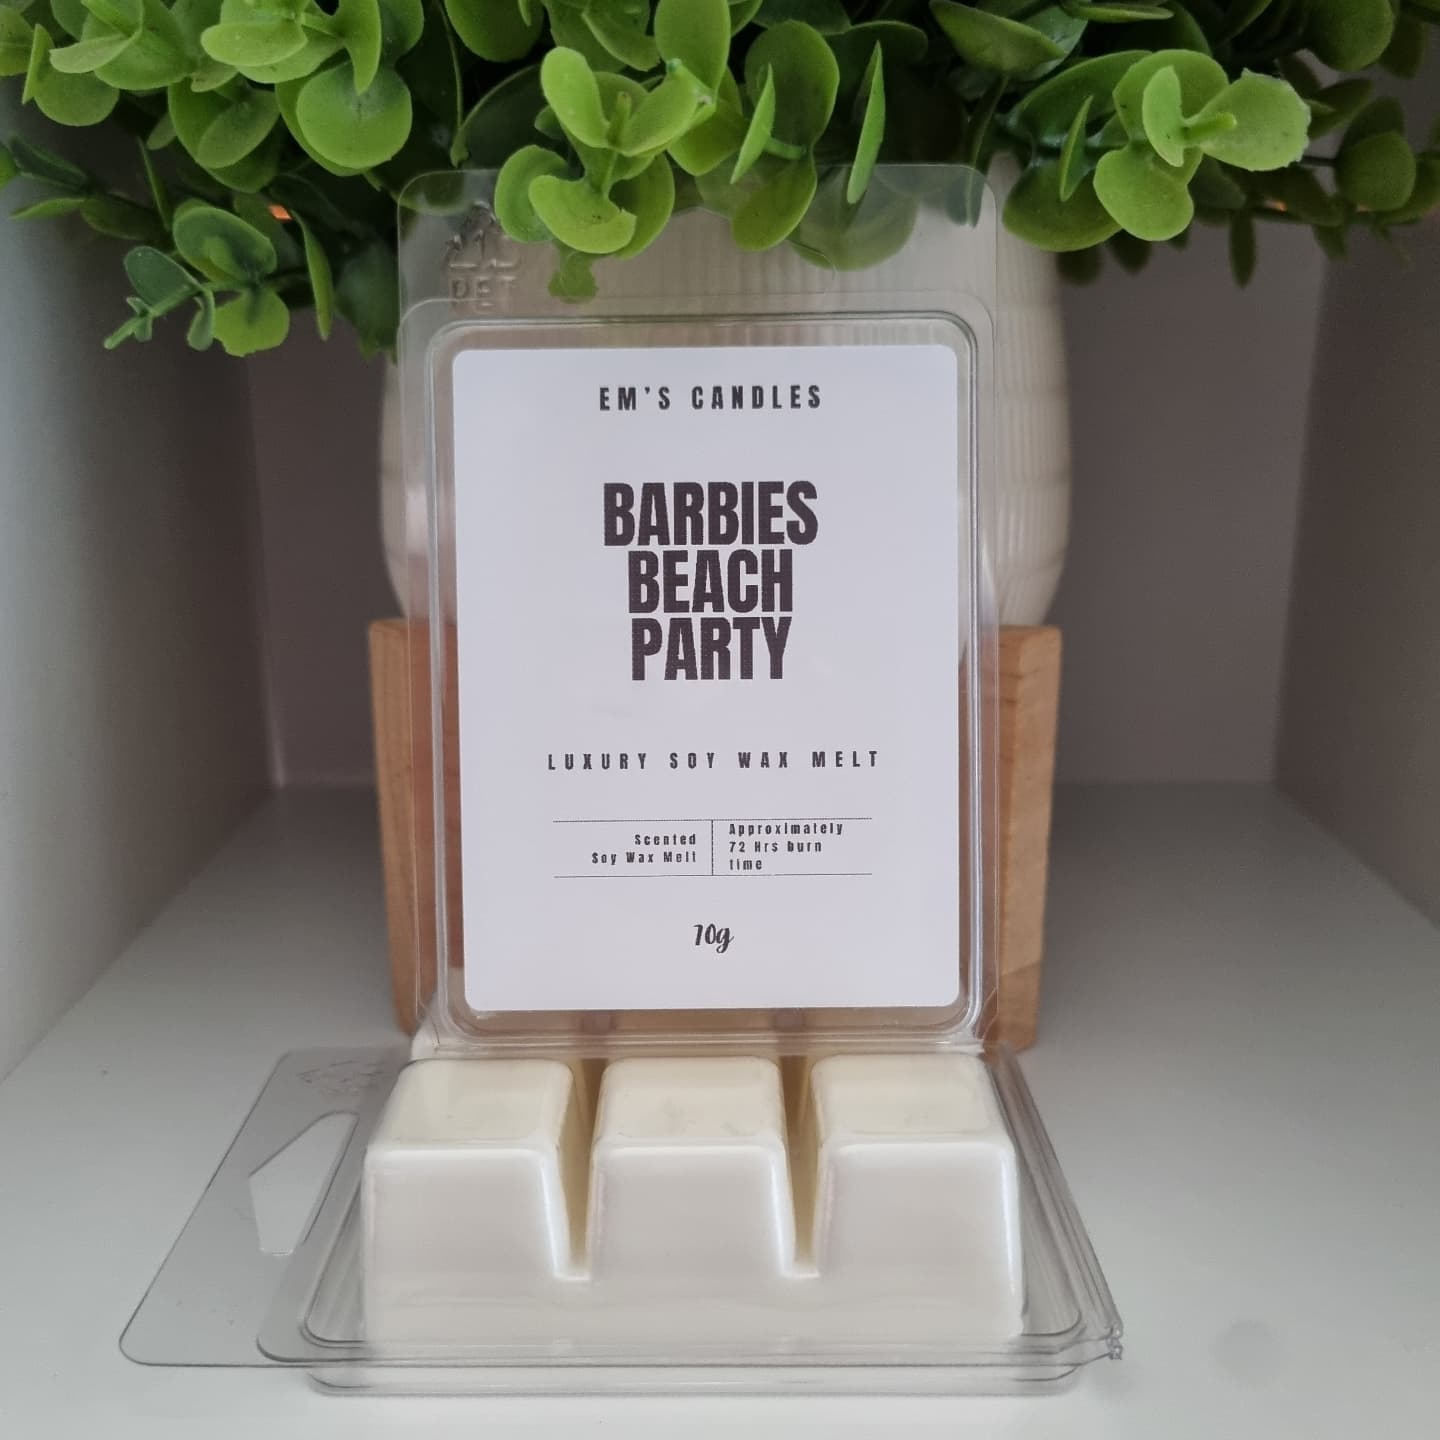 PET
EM'S CANDLES
BARBIES
BEACH
PARTY
LUXURY SOY WAX MELT
Scented
Soy Wax Melt
Approximately
72 Hrs burn
time
70g